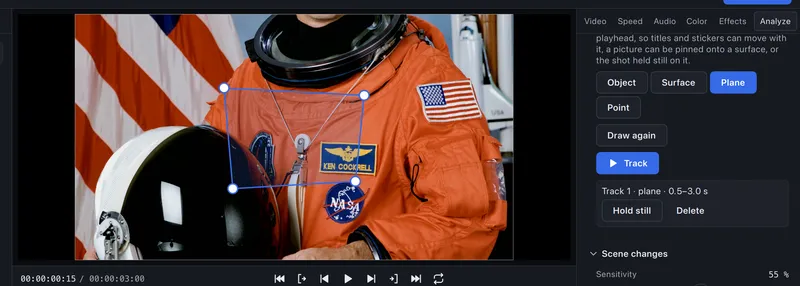 Video Speed Audio Color Effects Analyze
playhead, so titles and stickers can move with
it, a picture can be pinned onto a surface, or
the shot held still on it.
Object Surface Plane
Point
Draw again
Track
Track 1 · plane · 0.5–3.0 s
Hold still Delete
Scene changes
Sensitivity 55 %
USA
KEN COCKRELL
NASA
00:00:00:15 / 00:00:03:00